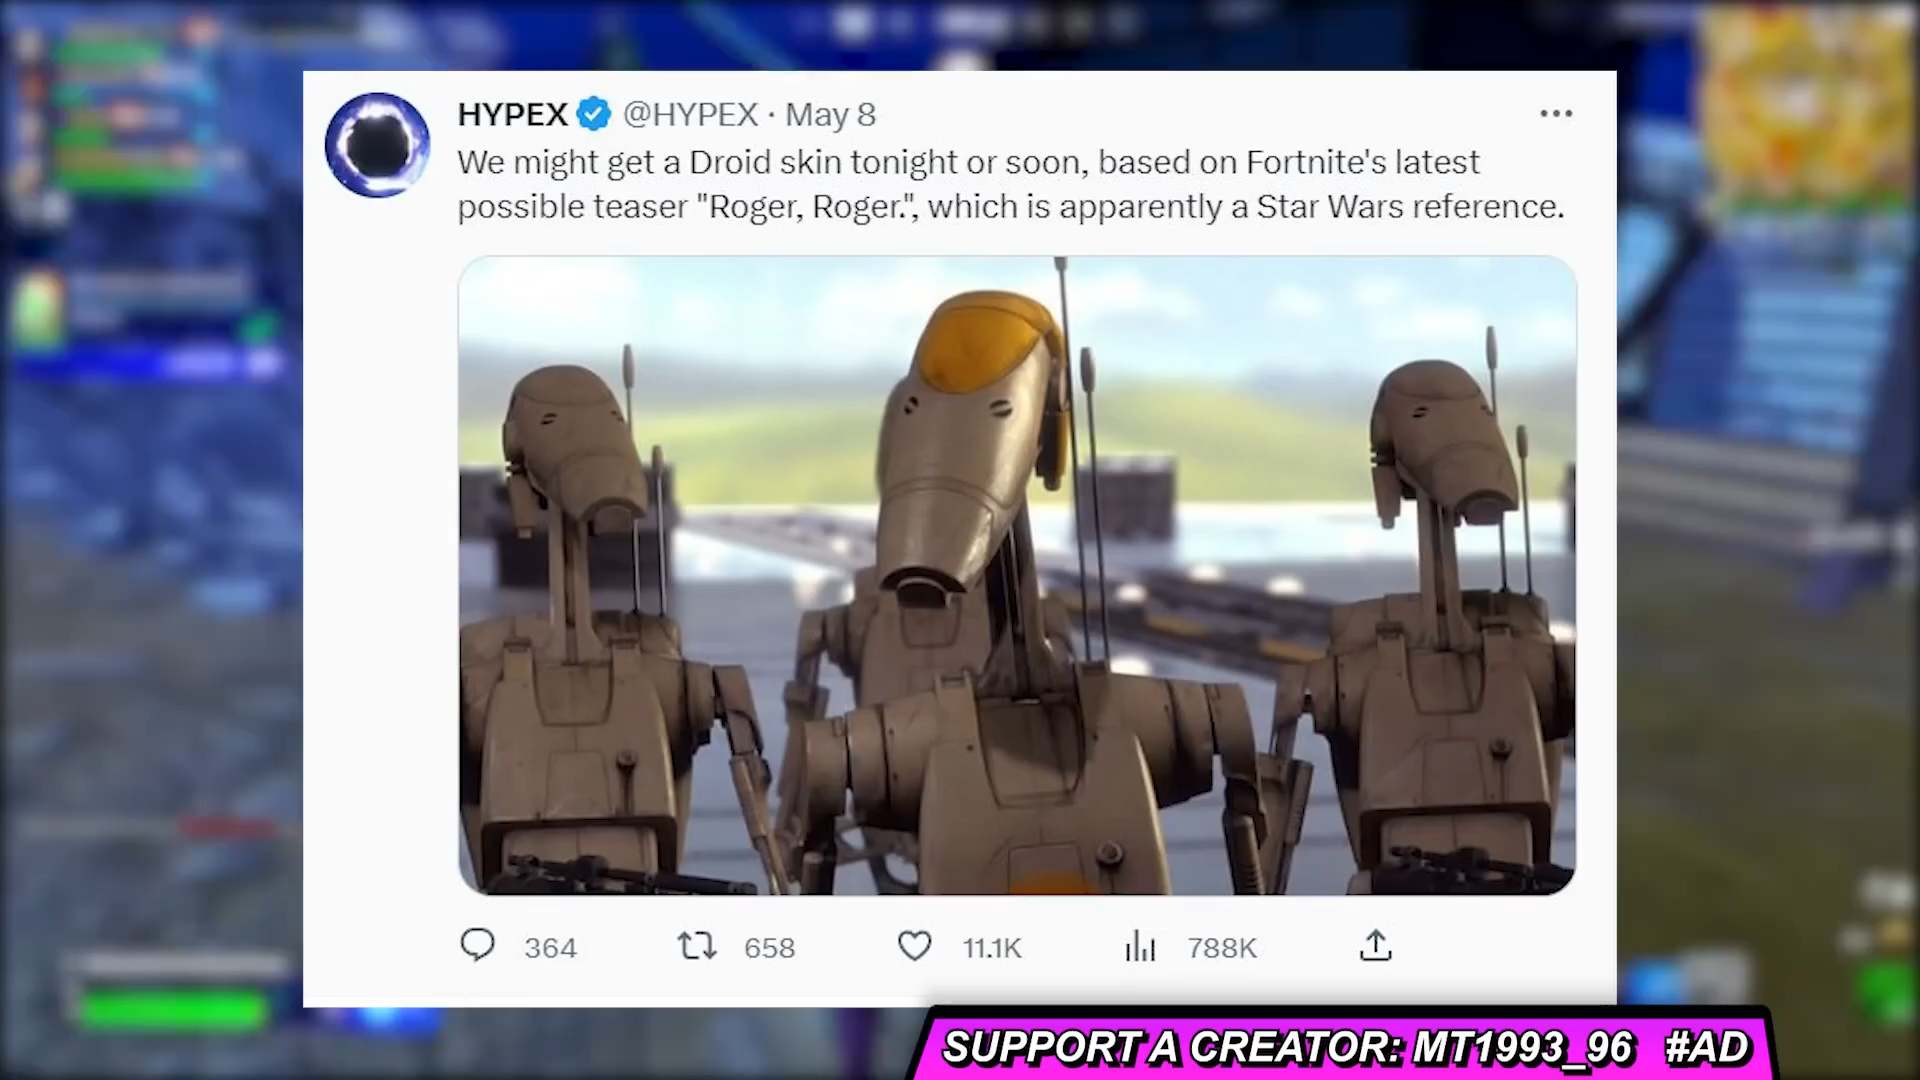 HYPEX @HYPEX · May 8
We might get a Droid skin tonight or soon, based on Fortnite's latest
possible teaser "Roger, Roger.", which is apparently a Star Wars reference.
364 658 11.1K 788K
SUPPORT A CREATOR: MT1993_96 #AD